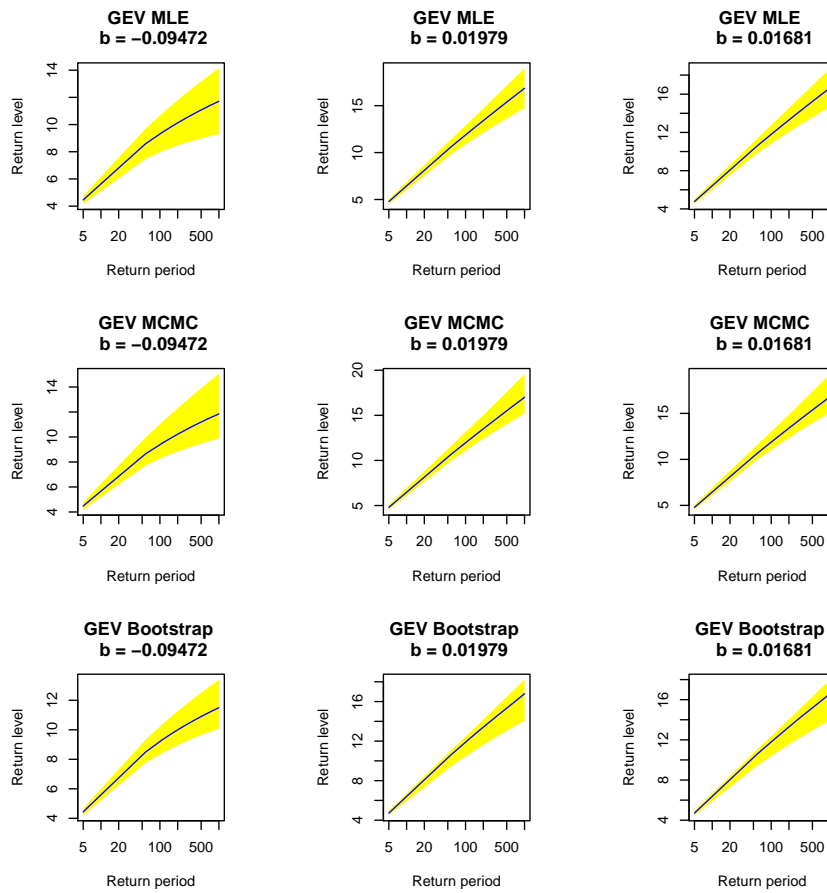 GEV MLE
b = −0.09472
Return level
4 6 8 10 14
5 20 100 500
Return period
GEV MLE
b = 0.01979
Return level
5 10 15
5 20 100 500
Return period
GEV MLE
b = 0.01681
Return level
4 8 12 16
5 20 100 500
Return period
GEV MCMC
b = −0.09472
Return level
4 6 8 10 14
5 20 100 500
Return period
GEV MCMC
b = 0.01979
Return level
5 10 15 20
5 20 100 500
Return period
GEV MCMC
b = 0.01681
Return level
5 10 15
5 20 100 500
Return period
GEV Bootstrap
b = −0.09472
Return level
4 6 8 10 12
5 20 100 500
Return period
GEV Bootstrap
b = 0.01979
Return level
4 8 12 16
5 20 100 500
Return period
GEV Bootstrap
b = 0.01681
Return level
4 8 12 16
5 20 100 500
Return period